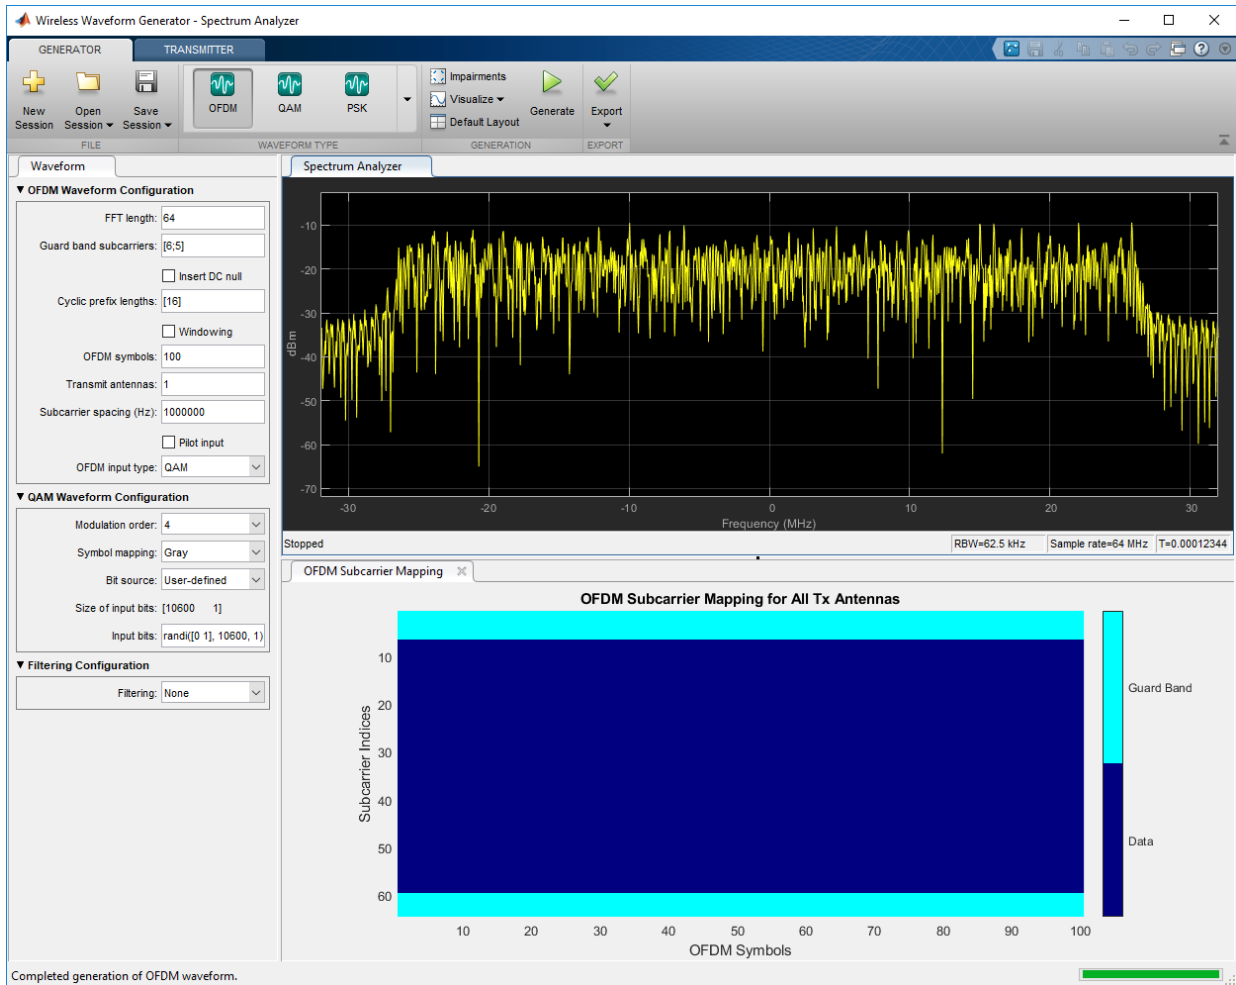 Wireless Waveform Generator - Spectrum Analyzer
GENERATOR TRANSMITTER
New Session
Open Session
Save Session
FILE
OFDM QAM PSK
WAVEFORM TYPE
Impairments
Visualize
Default Layout
Generate
GENERATION
Export
EXPORT
Waveform
OFDM Waveform Configuration
FFT length: 64
Guard band subcarriers: [6;5]
Insert DC null
Cyclic prefix lengths: [16]
Windowing
OFDM symbols: 100
Transmit antennas: 1
Subcarrier spacing (Hz): 1000000
Pilot input
OFDM input type: QAM
QAM Waveform Configuration
Modulation order: 4
Symbol mapping: Gray
Bit source: User-defined
Size of input bits: [10600 1]
Input bits: randi([0 1], 10600, 1)
Filtering Configuration
Filtering: None
Spectrum Analyzer
-10
-20
-30
-40
-50
-60
-70
dBm
-30 -20 -10 0 10 20 30
Frequency (MHz)
Stopped RBW=62.5 kHz Sample rate=64 MHz T=0.00012344
OFDM Subcarrier Mapping
OFDM Subcarrier Mapping for All Tx Antennas
10
20
30
40
50
60
Subcarrier Indices
10 20 30 40 50 60 70 80 90 100
OFDM Symbols
Guard Band
Data
Completed generation of OFDM waveform.